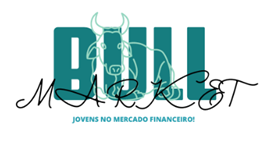 BULL
MARKET
JOVENS NO MERCADO FINANCEIRO!